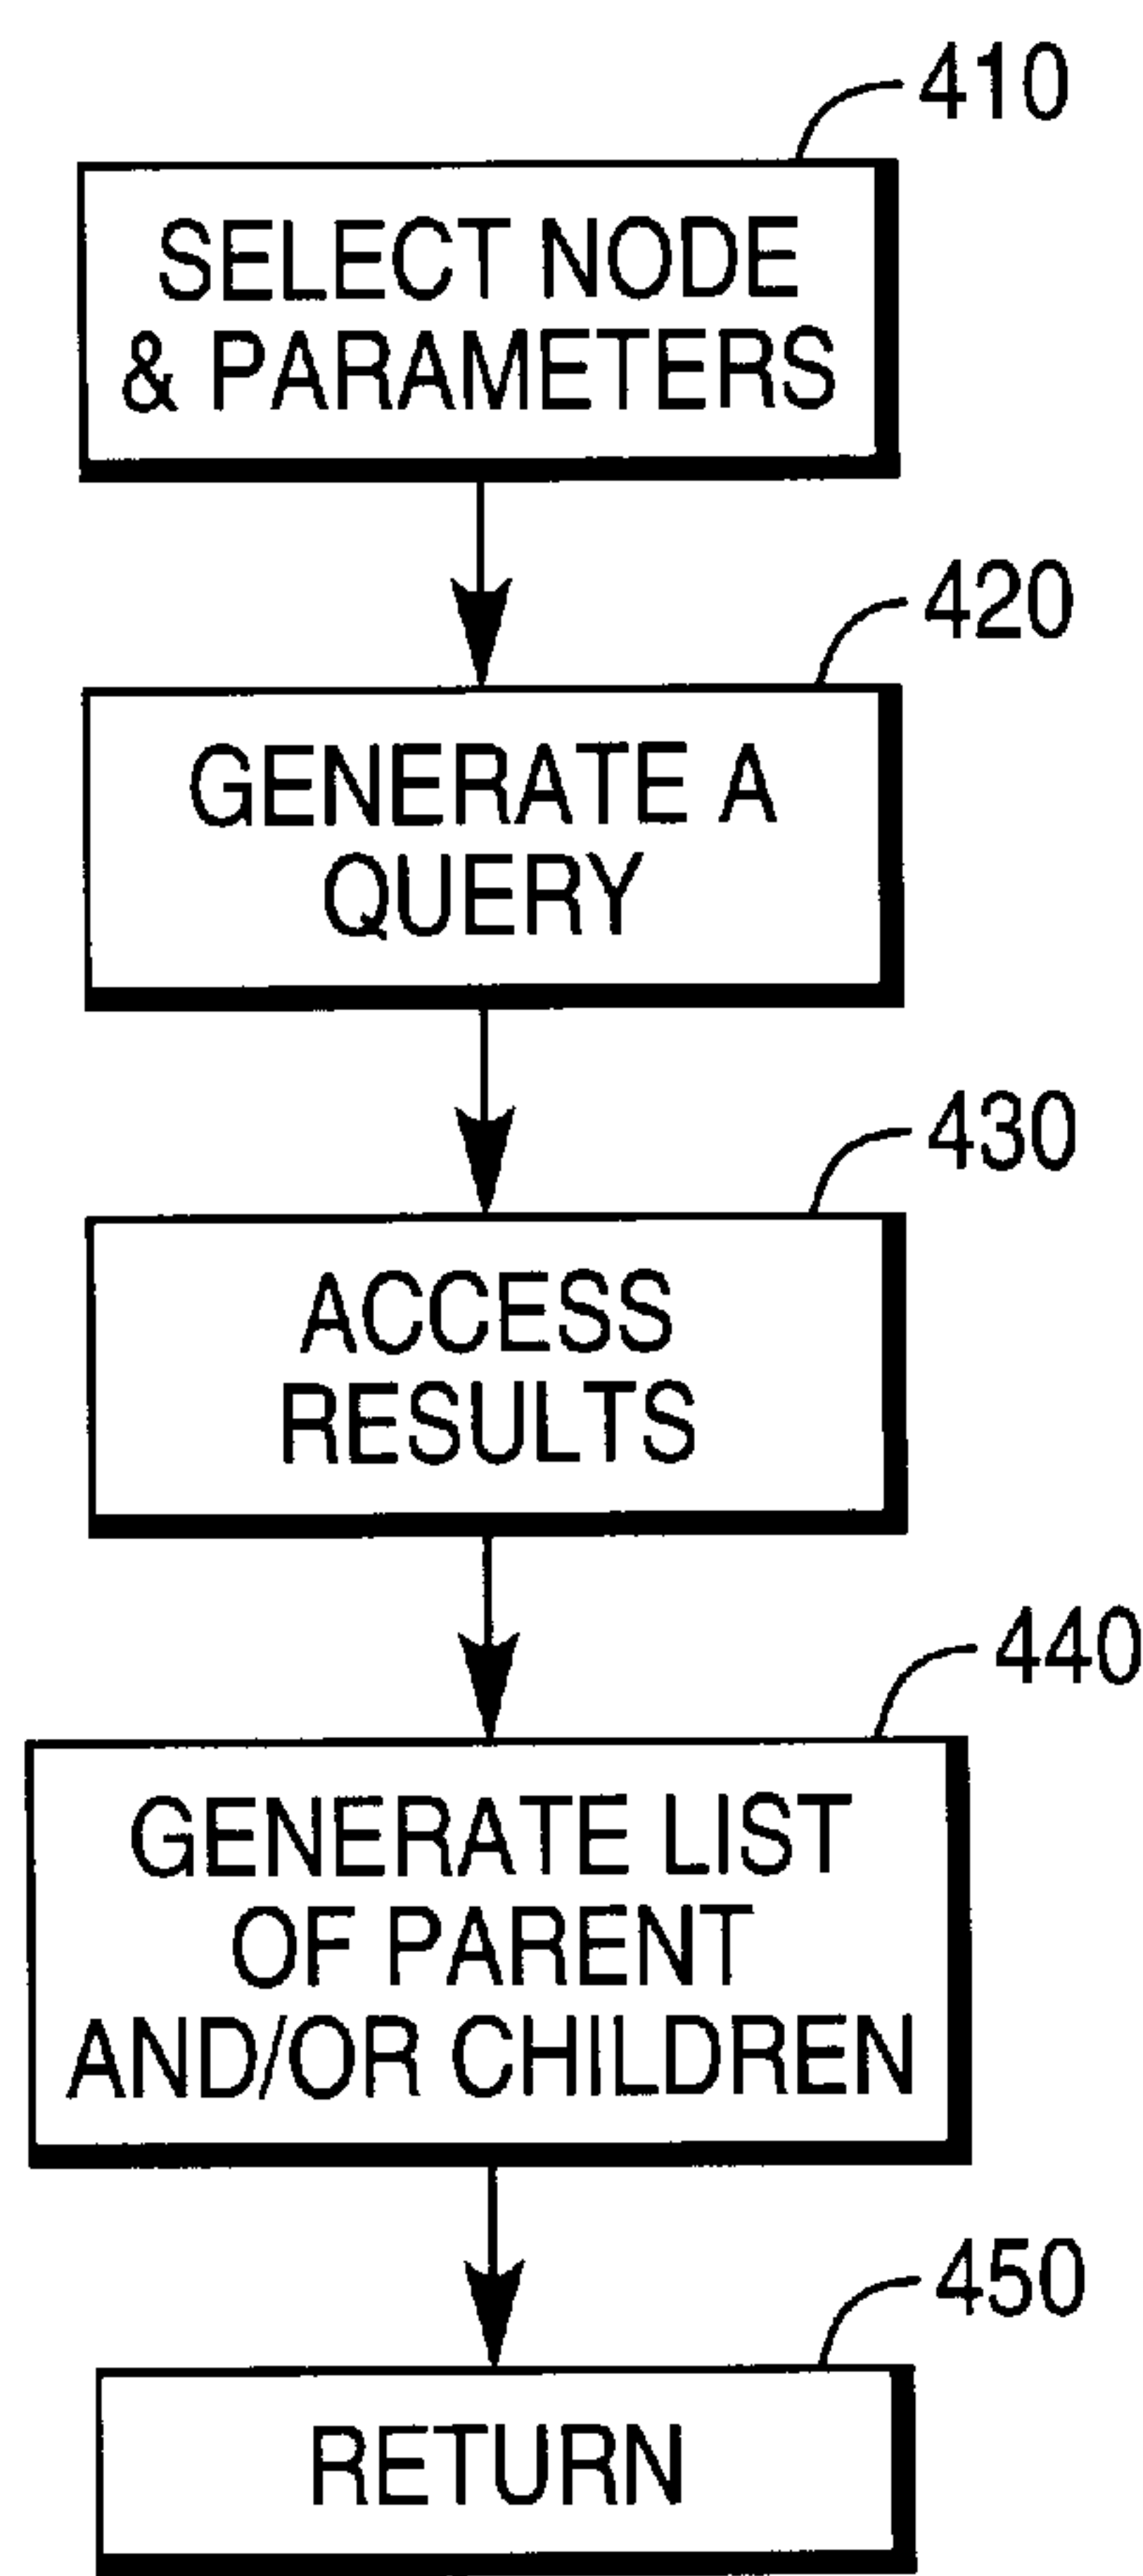 410
SELECT NODE
& PARAMETERS
420
GENERATE A
QUERY
430
ACCESS
RESULTS
440
GENERATE LIST
OF PARENT
AND/OR CHILDREN
450
RETURN